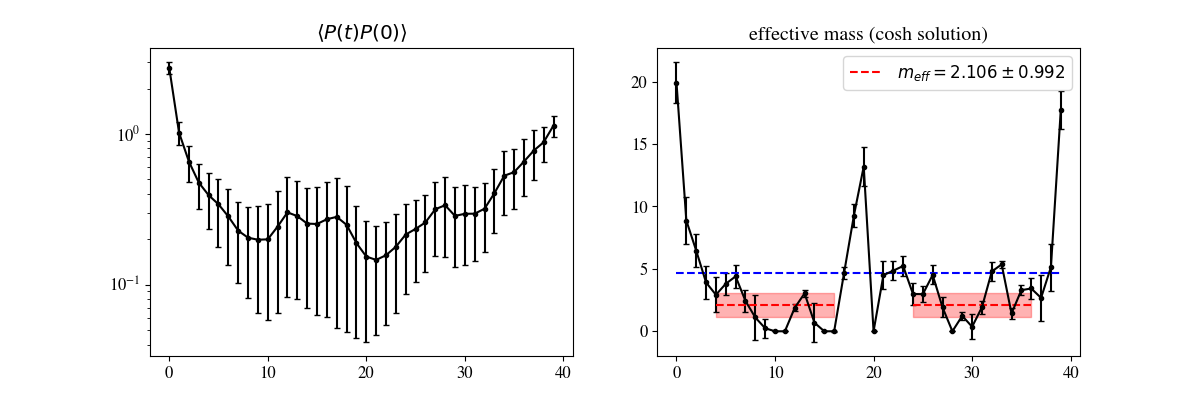 ⟨P(t)P(0)⟩
10⁰
10⁻¹
0 10 20 30 40
effective mass (cosh solution)
m_eff = 2.106 ± 0.992
20
15
10
5
0
0 10 20 30 40